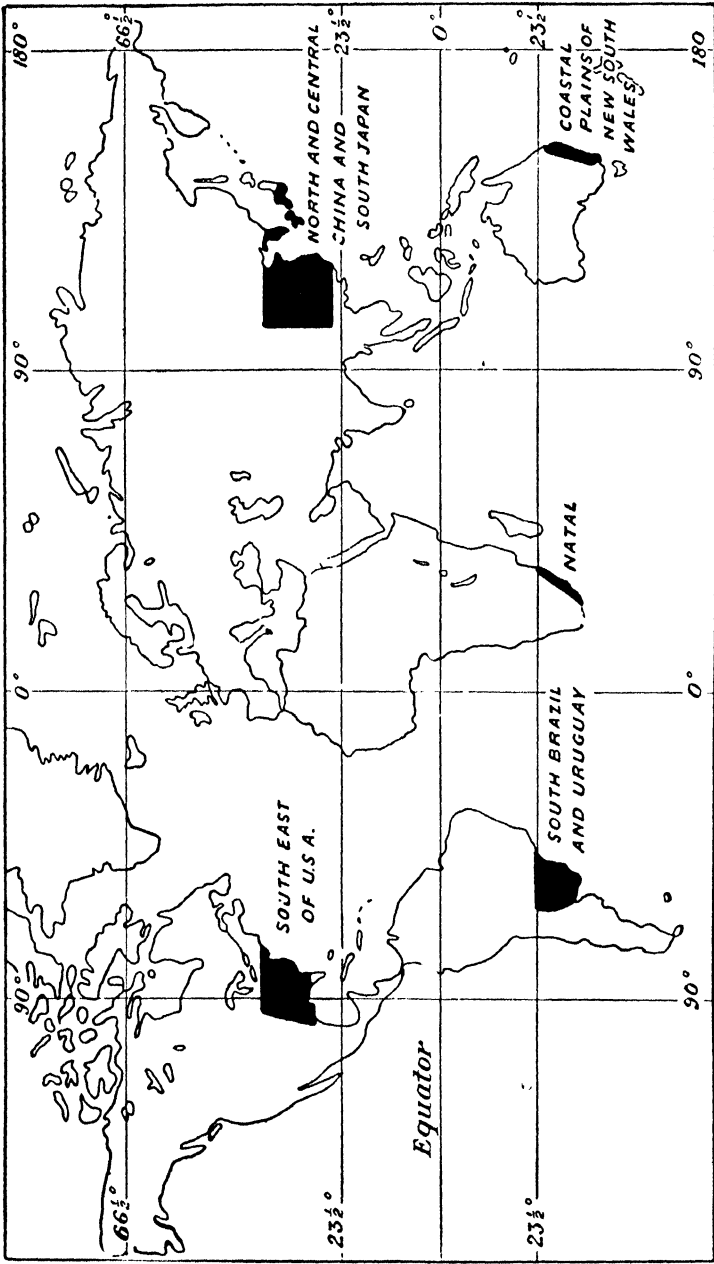 90°
0°
90°
180°
66½°
66½°
SOUTH EAST
OF U.S.A.
NORTH AND CENTRAL
CHINA AND
SOUTH JAPAN
23½°
23½°
Equator
0°
23½°
23½°
SOUTH BRAZIL
AND URUGUAY
NATAL
COASTAL
PLAINS OF
NEW SOUTH
WALES
90°
0°
90°
180